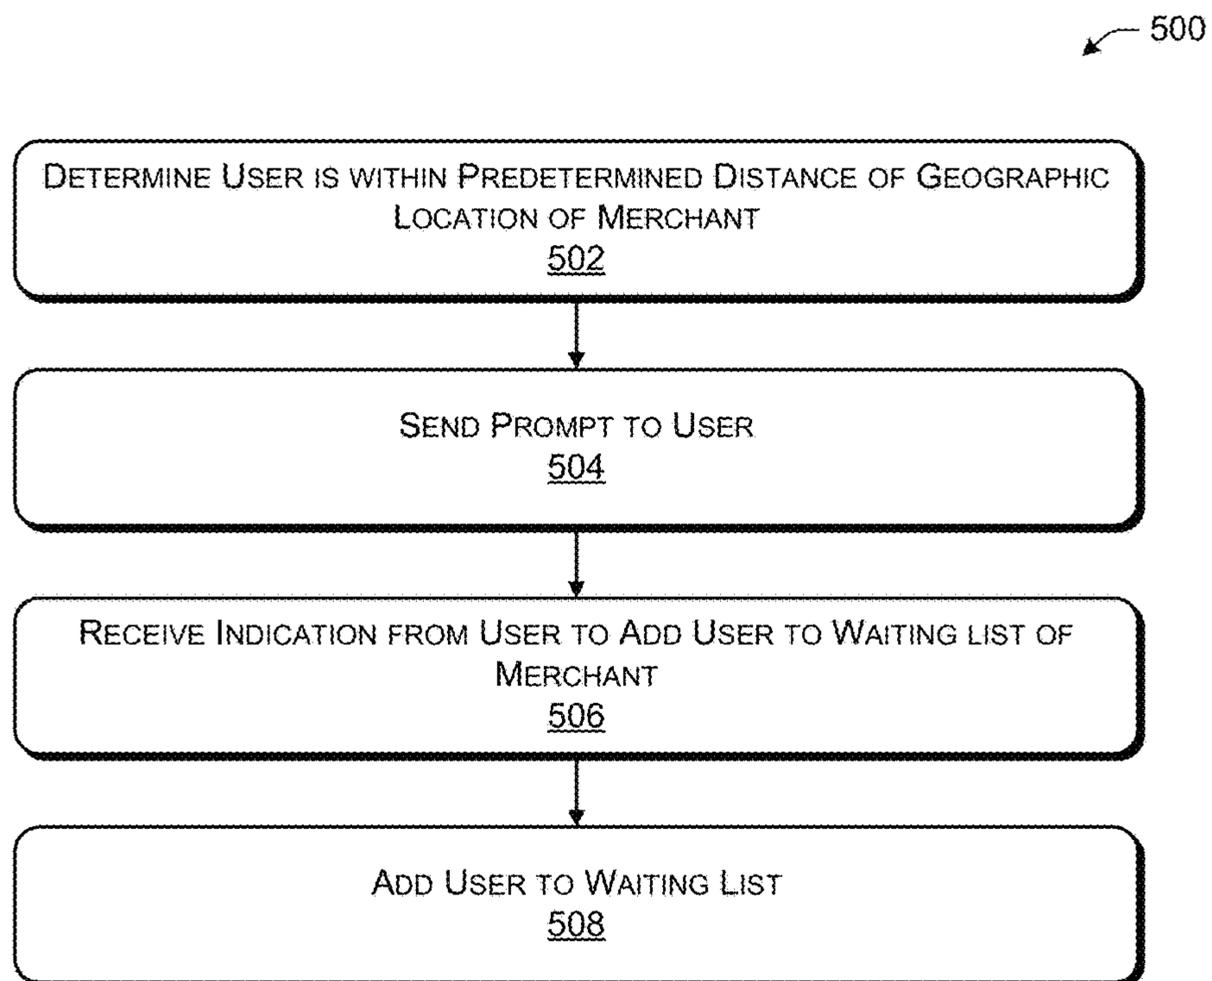 500
DETERMINE USER IS WITHIN PREDETERMINED DISTANCE OF GEOGRAPHIC
LOCATION OF MERCHANT
502
SEND PROMPT TO USER
504
RECEIVE INDICATION FROM USER TO ADD USER TO WAITING LIST OF
MERCHANT
506
ADD USER TO WAITING LIST
508